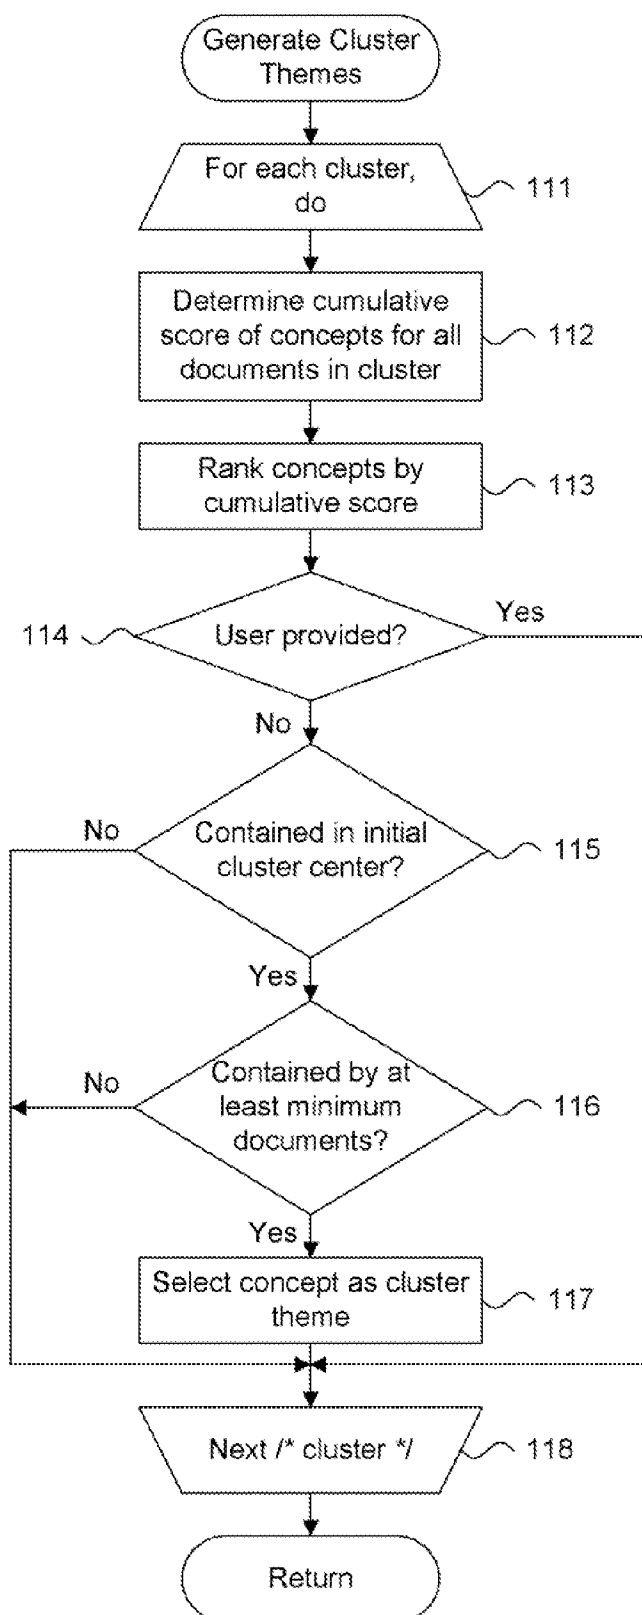 Generate Cluster
Themes
For each cluster,
do
111
Determine cumulative
score of concepts for all
documents in cluster
112
Rank concepts by
cumulative score
113
114
User provided?
Yes
No
No
Contained in initial
cluster center?
115
Yes
No
Contained by at
least minimum
documents?
116
Yes
Select concept as cluster
theme
117
Next /* cluster */
118
Return